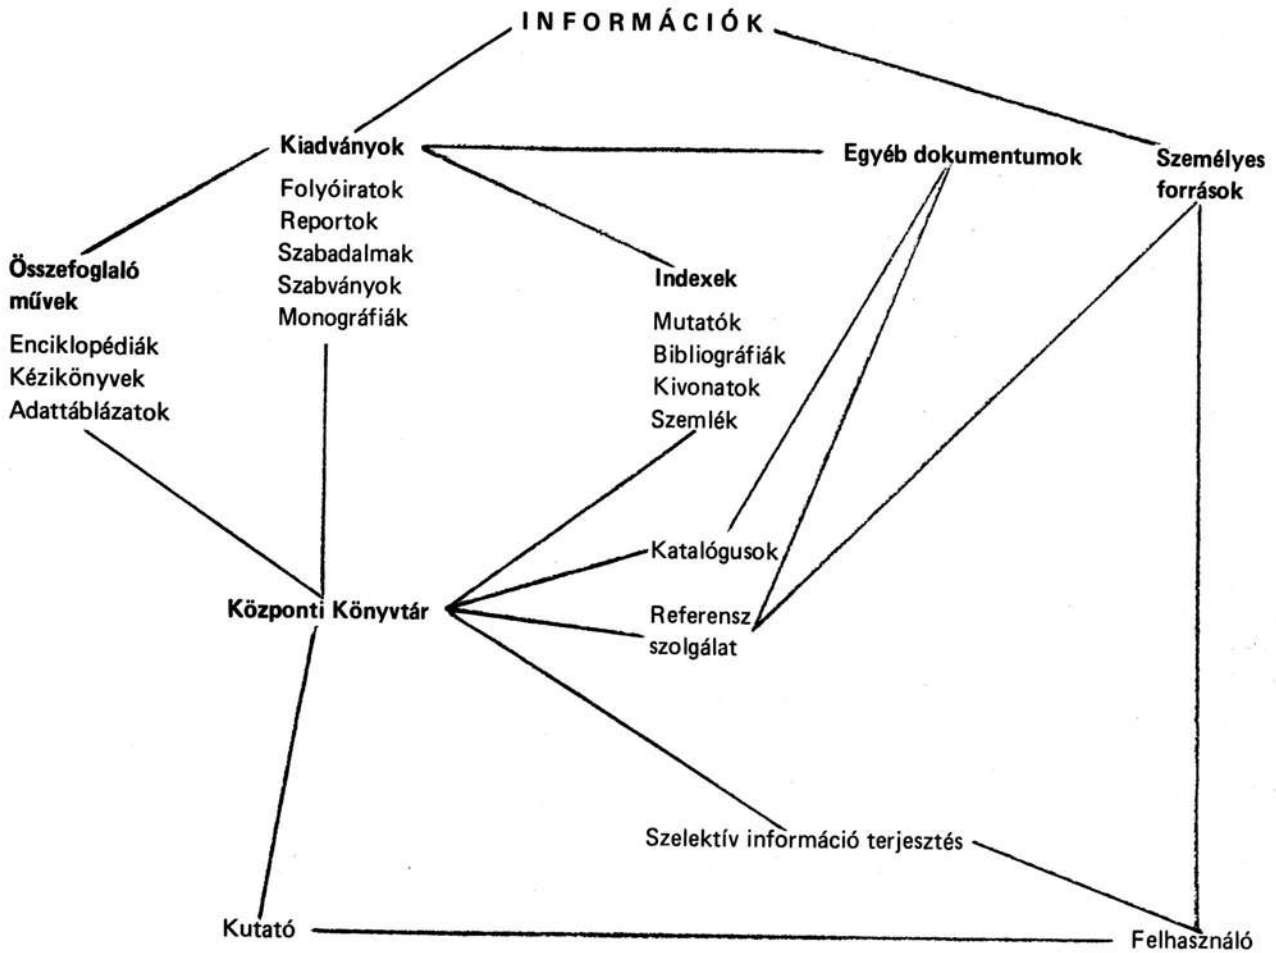 INFORMÁCIÓK
Kiadványok
Folyóiratok
Reportok
Szabadalmak
Szabványok
Monográfiák
Egyéb dokumentumok
Személyes
források
Összefoglaló
művek
Enciklopédiák
Kézikönyvek
Adattáblázatok
Indexek
Mutatók
Bibliográfiák
Kivonatok
Szemlék
Katalógusok
Központi Könyvtár
Referensz
szolgálat
Szelektív információ terjesztés
Kutató
Felhasználó